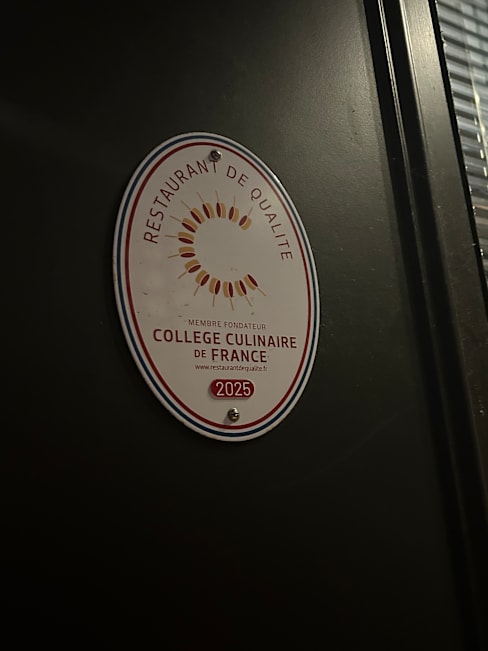 RESTAURANT DE QUALITE
MEMBRE FONDATEUR
COLLEGE CULINAIRE
DE FRANCE
www.restaurantdequalite.fr
2025